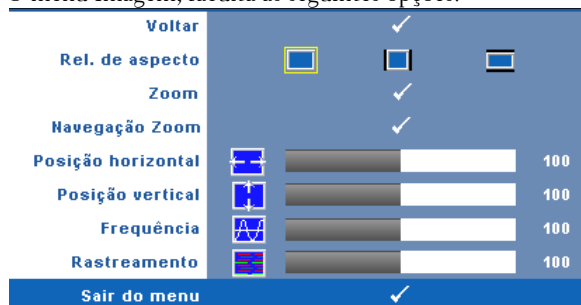 Voltar
Rel. de aspecto
Zoom
Navegação Zoom
Posição horizontal 100
Posição vertical 100
Frequência 100
Rastreamento 100
Sair do menu